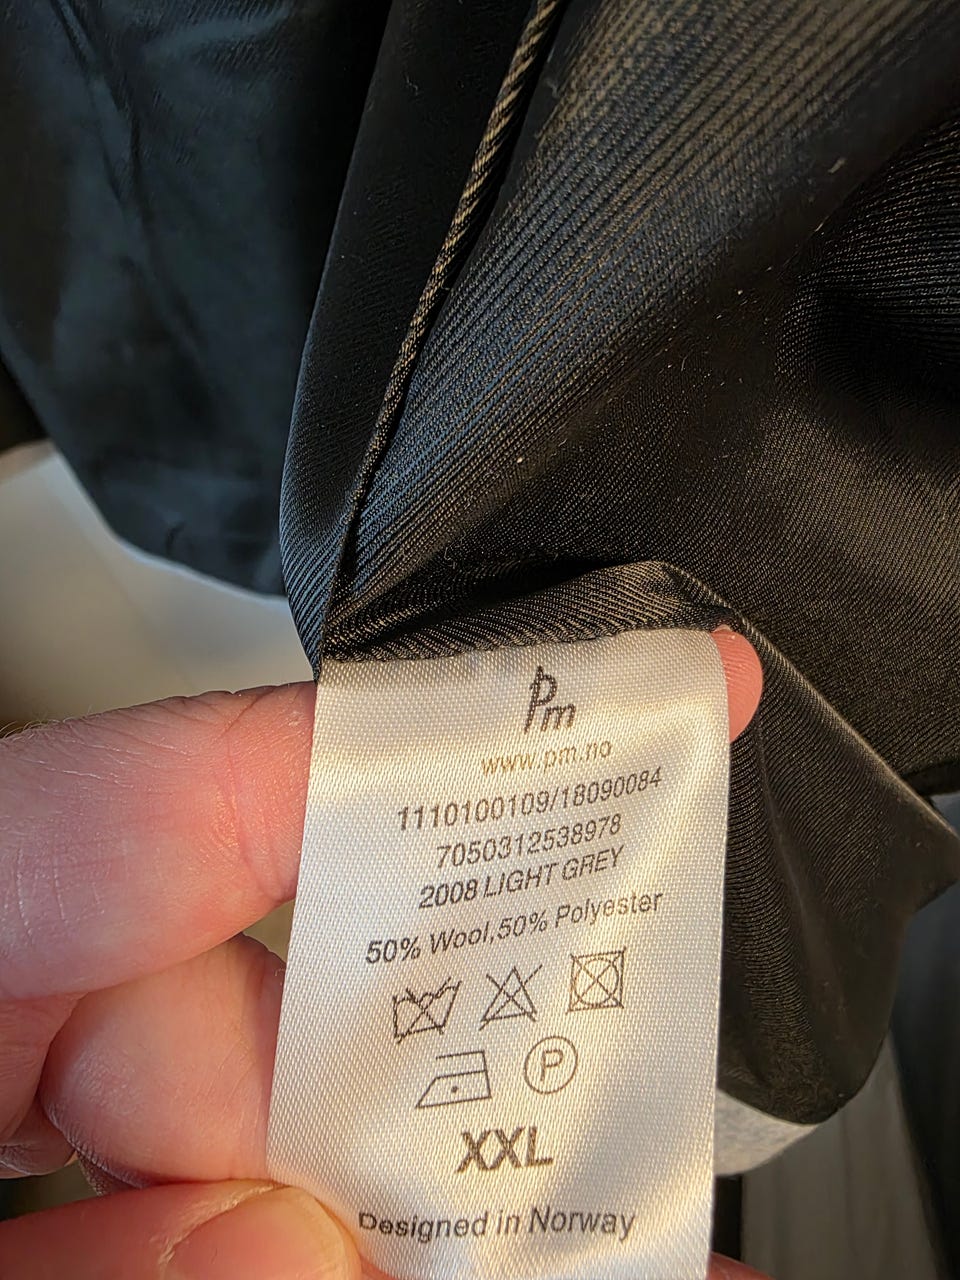 Pm
www.pm.no
1110100109/18090084
7050312538978
2008 LIGHT GREY
50% Wool,50% Polyester
P
XXL
Designed in Norway